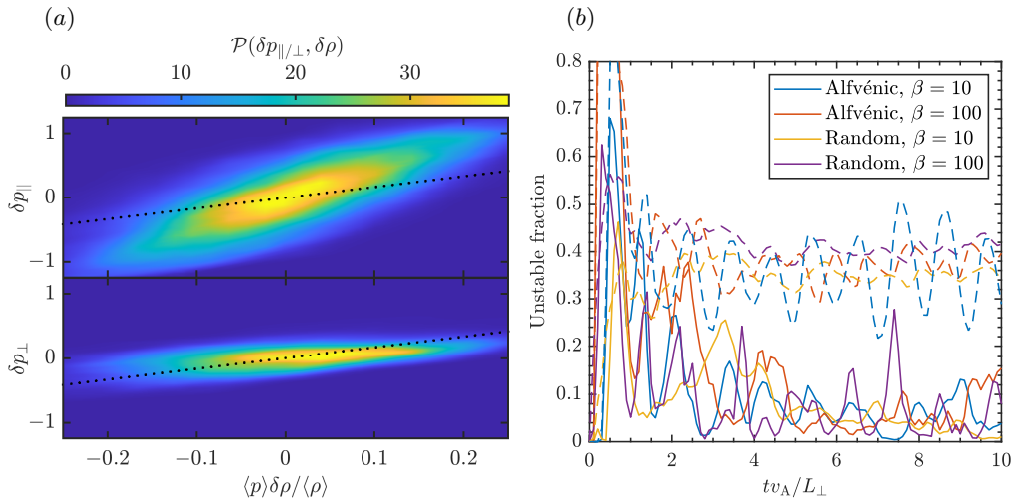 (a)
𝒫(δp∥/⊥, δρ)
0 10 20 30
δp∥
1
0
−1
δp⊥
1
0
−1
−0.2 −0.1 0 0.1 0.2
⟨p⟩δρ/⟨ρ⟩
(b)
Unstable fraction
0.8
0.7
0.6
0.5
0.4
0.3
0.2
0.1
0
Alfvénic, β = 10
Alfvénic, β = 100
Random, β = 10
Random, β = 100
0 2 4 6 8 10
tv_A/L⊥